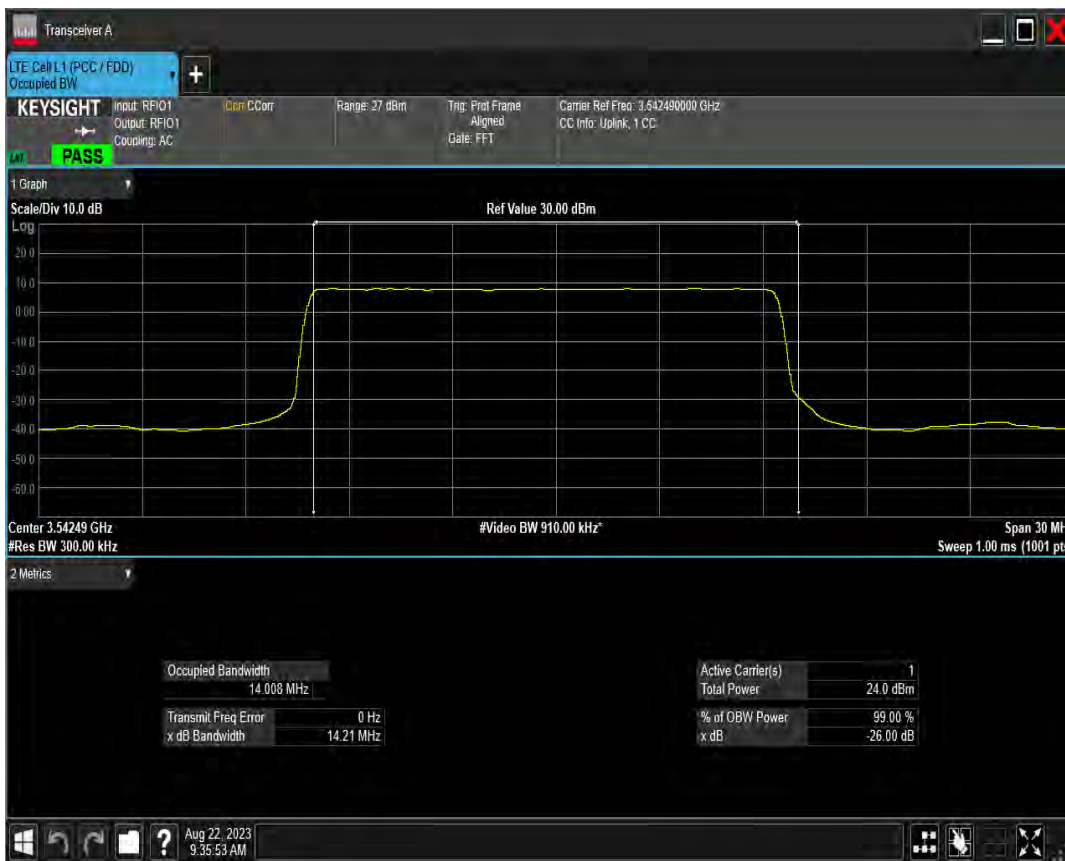 Transceiver A
LTE Cell L1 (PCC / FDD)
Occupied BW
+
KEYSIGHT
PASS
Input: RFIO1
Output: RFIO1
Coupling: AC
Corr CCorr
Range: 27 dBm
Trig: Prot Frame
Aligned
Gate: FFT
Carrier Ref Freq: 3.542490000 GHz
CC Info: Uplink, 1 CC
1 Graph
Scale/Div 10.0 dB
Ref Value 30.00 dBm
Log
20.0
10.0
0.00
-10.0
-20.0
-30.0
-40.0
-50.0
-60.0
Center 3.54249 GHz
#Video BW 910.00 kHz*
Span 30 MH
#Res BW 300.00 kHz
Sweep 1.00 ms (1001 pt
2 Metrics
Occupied Bandwidth
14.008 MHz
Transmit Freq Error 0 Hz
x dB Bandwidth 14.21 MHz
Active Carrier(s) 1
Total Power 24.0 dBm
% of OBW Power 99.00 %
x dB -26.00 dB
?
Aug 22, 2023
9:35:53 AM